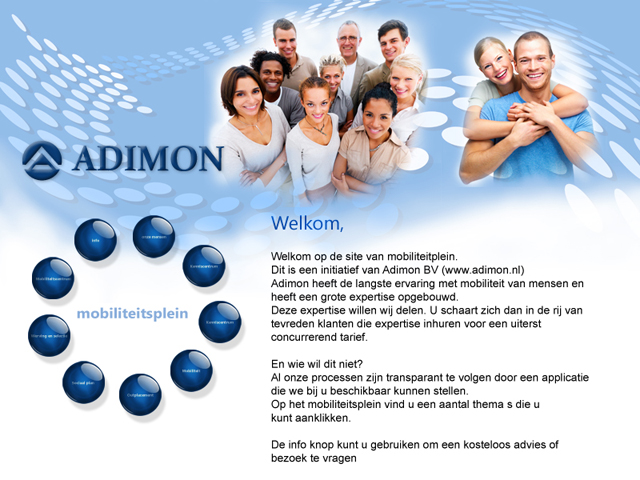 ADIMON
Welkom,
Welkom op de site van mobiliteitplein.
Dit is een initiatief van Adimon BV (www.adimon.nl)
Adimon heeft de langste ervaring met mobiliteit van mensen en
heeft een grote expertise opgebouwd.
Deze expertise willen wij delen. U schaart zich dan in de rij van
tevreden klanten die expertise inhuren voor een uiterst
concurrerend tarief.
En wie wil dit niet?
Al onze processen zijn transparant te volgen door een applicatie
die we bij u beschikbaar kunnen stellen.
Op het mobiliteitsplein vind u een aantal thema s die u
kunt aanklikken.
De info knop kunt u gebruiken om een kosteloos advies of
bezoek te vragen
Info
mobiliteitsplein